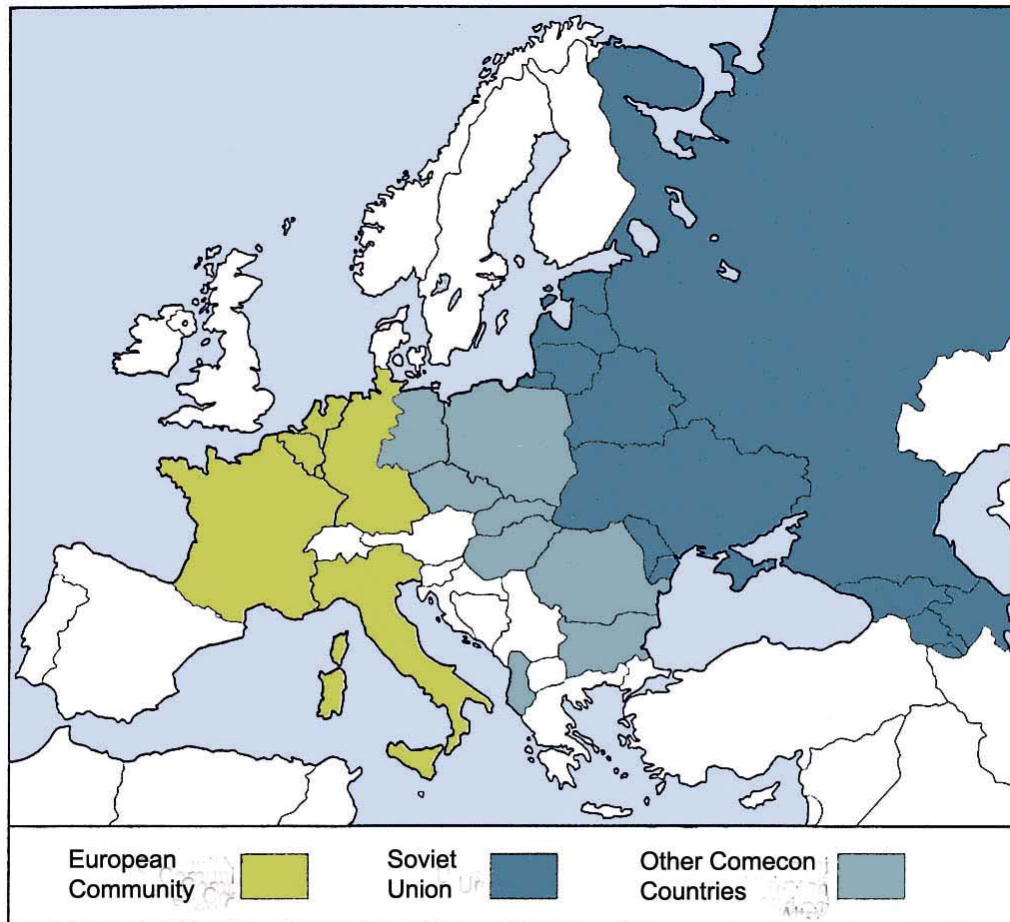 European
Community
Soviet
Union
Other Comecon
Countries